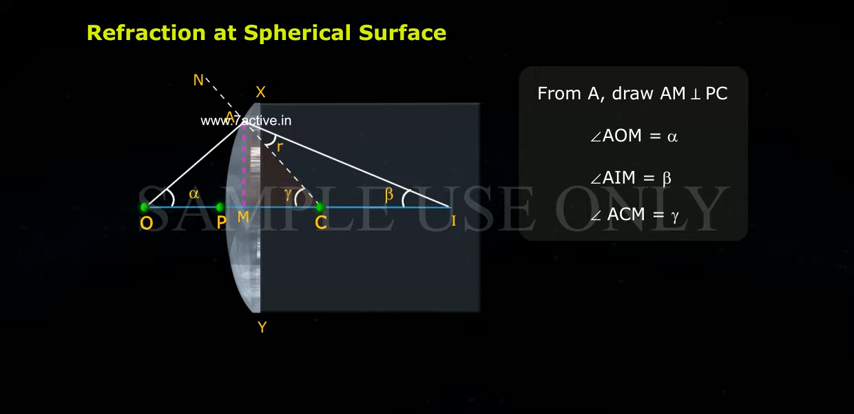 Refraction at Spherical Surface
N
X
A
www.7active.in
r
α
γ
β
O
P
M
C
I
Y
From A, draw AM ⊥ PC
∠AOM = α
∠AIM = β
∠ ACM = γ
SAMPLE USE ONLY